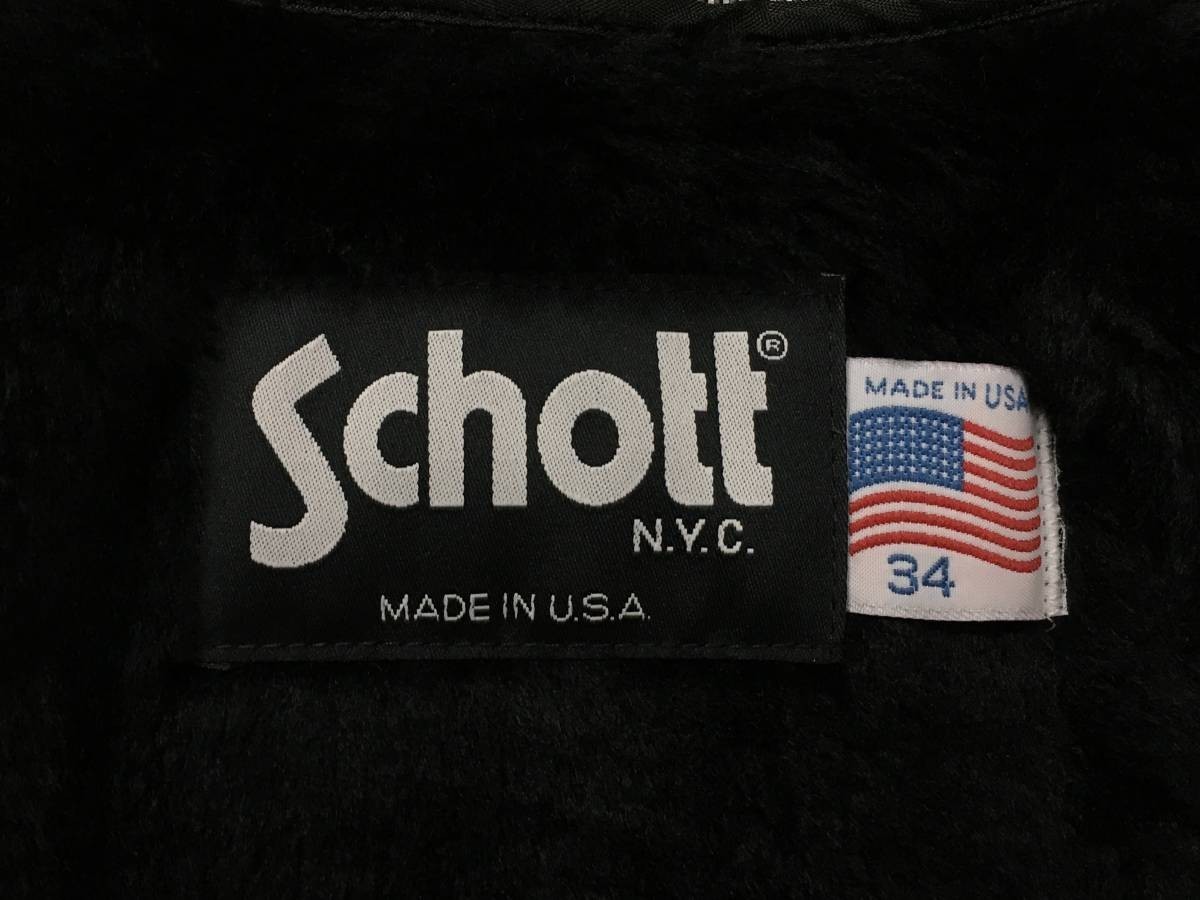 Schott®
N.Y.C.
MADE IN U.S.A.
MADE IN USA
34